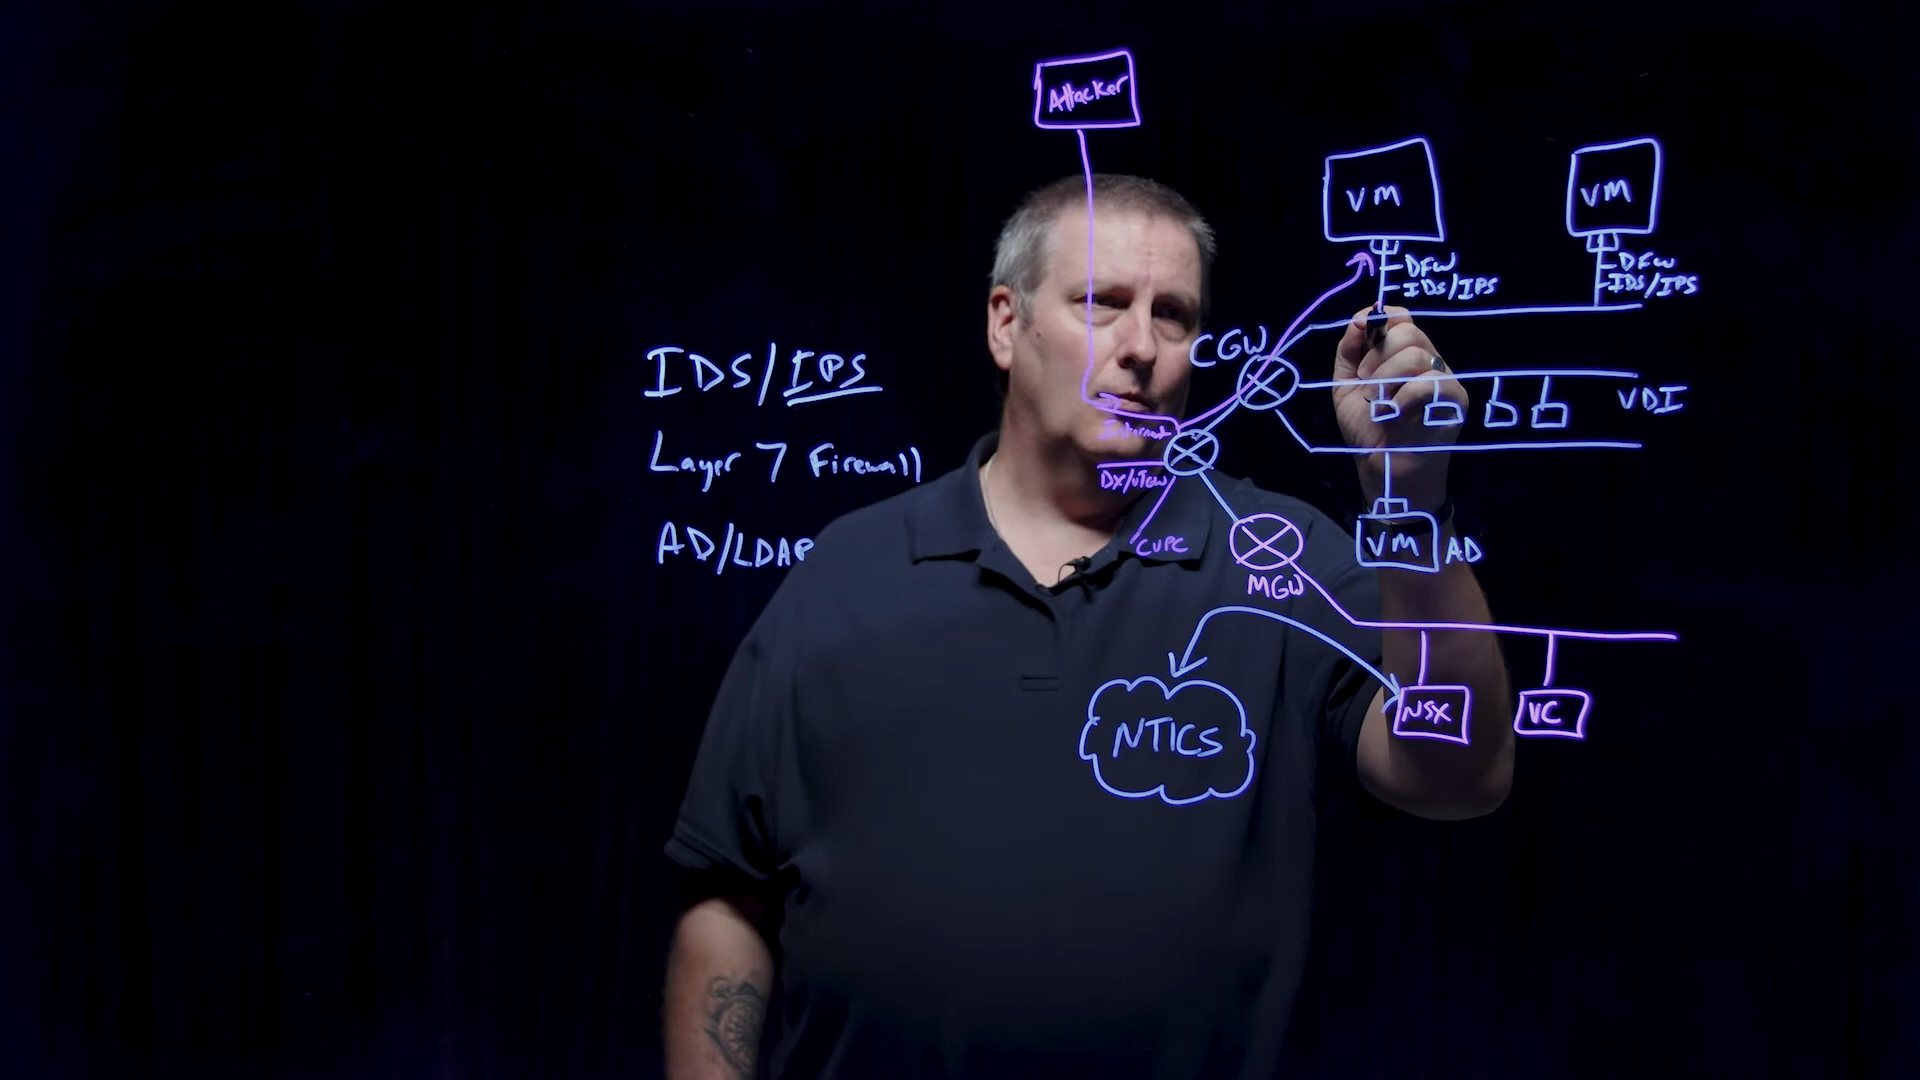 Attacker
VM
VM
DFW
IDS/IPS
DFW
IDS/IPS
CGW
IDS/IPS
VDI
Internet
Layer 7 Firewall
DX/vTGW
AD/LDAP
CVPC
VM
AD
MGW
NSX
VC
NTICS